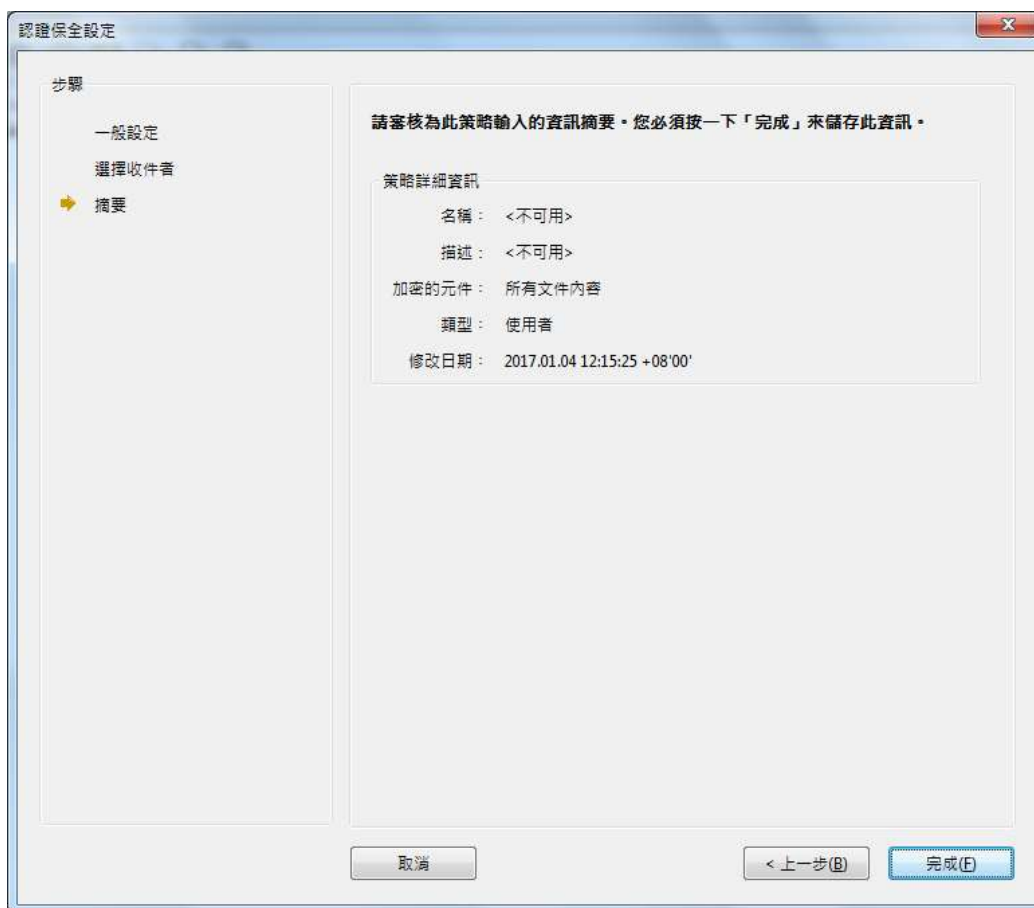 認證保全設定
步驟
一般設定
選擇收件者
摘要
請審核為此策略輸入的資訊摘要。您必須按一下「完成」來儲存此資訊。
策略詳細資訊
名稱： <不可用>
描述： <不可用>
加密的元件： 所有文件內容
類型： 使用者
修改日期： 2017.01.04 12:15:25 +08'00'
取消
< 上一步(B)
完成(F)